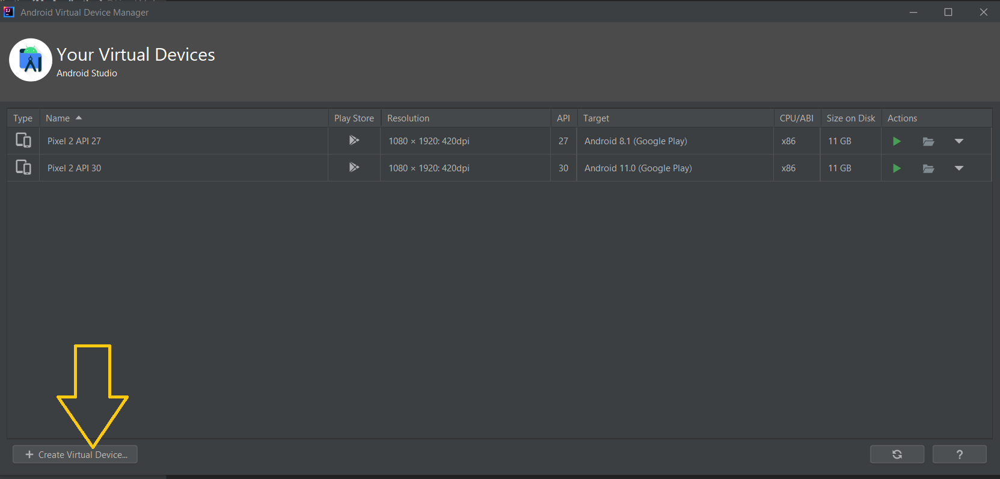 Android Virtual Device Manager
Your Virtual Devices
Android Studio
Type Name Play Store Resolution API Target CPU/ABI Size on Disk Actions
Pixel 2 API 27 1080 × 1920: 420dpi 27 Android 8.1 (Google Play) x86 11 GB
Pixel 2 API 30 1080 × 1920: 420dpi 30 Android 11.0 (Google Play) x86 11 GB
+ Create Virtual Device... ?